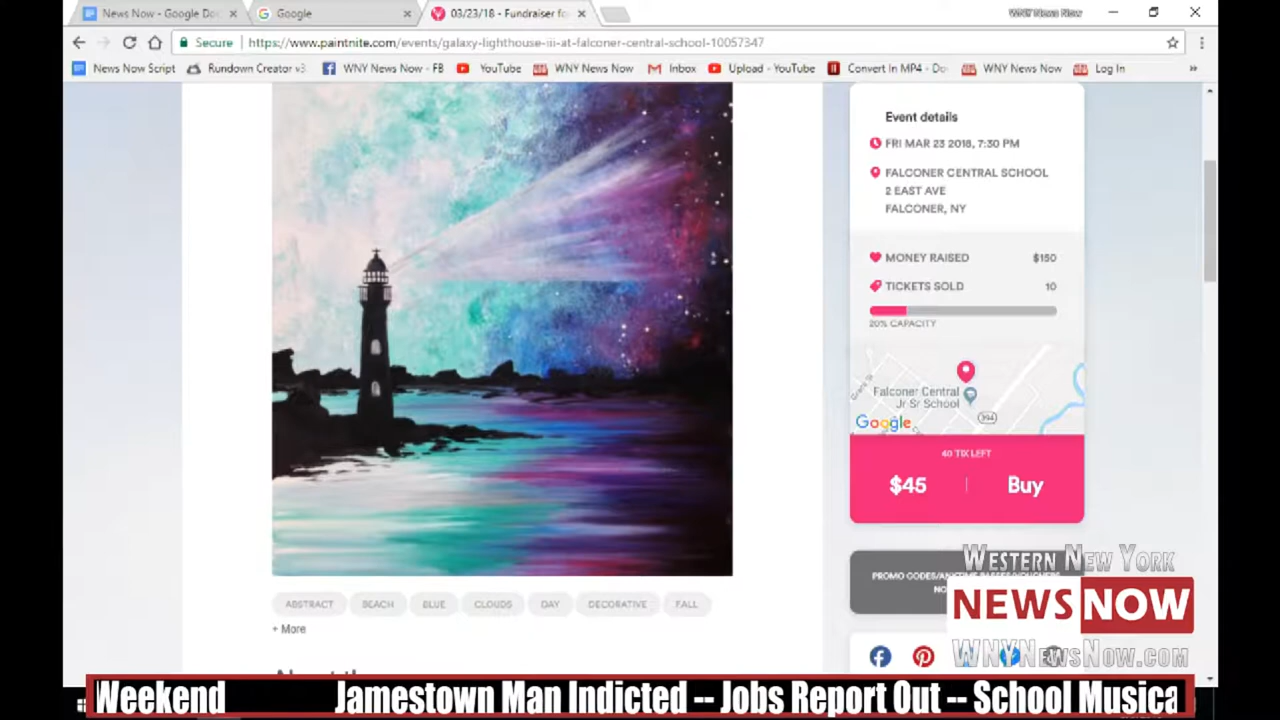 News Now - Google Do
Google
03/23/18 - Fundraiser fo
WNY News Now
Secure
https://www.paintnite.com/events/galaxy-lighthouse-iii-at-falconer-central-school-10057347
News Now Script
Rundown Creator v3
WNY News Now - FB
YouTube
WNY News Now
Inbox
Upload - YouTube
Convert In MP4 - Do
WNY News Now
Log In
Event details
FRI MAR 23 2018, 7:30 PM
FALCONER CENTRAL SCHOOL
2 EAST AVE
FALCONER, NY
MONEY RAISED $150
TICKETS SOLD 10
20% CAPACITY
Falconer Central
Jr Sr School
394
Google
40 TIX LEFT
$45 | Buy
PROMO CODES/
NO
ABSTRACT
BEACH
BLUE
CLOUDS
DAY
DECORATIVE
FALL
+ More
WESTERN NEW YORK
NEWS NOW
WNYNEWSNOW.COM
Weekend Jamestown Man Indicted -- Jobs Report Out -- School Musica